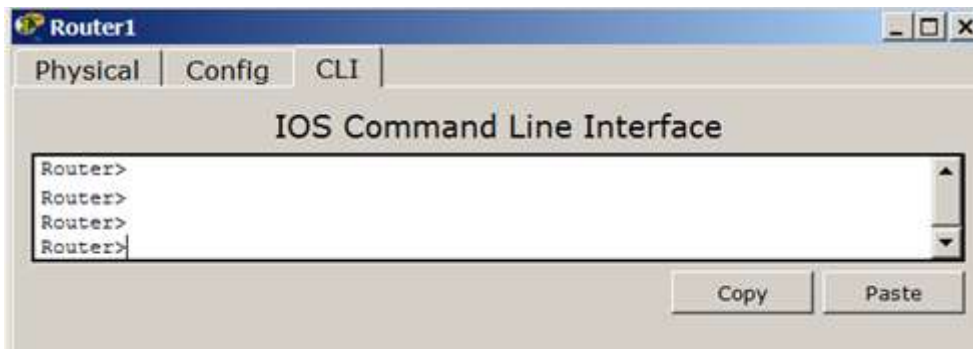 Router1
Physical Config CLI
IOS Command Line Interface
Router>
Router>
Router>
Router>
Copy Paste